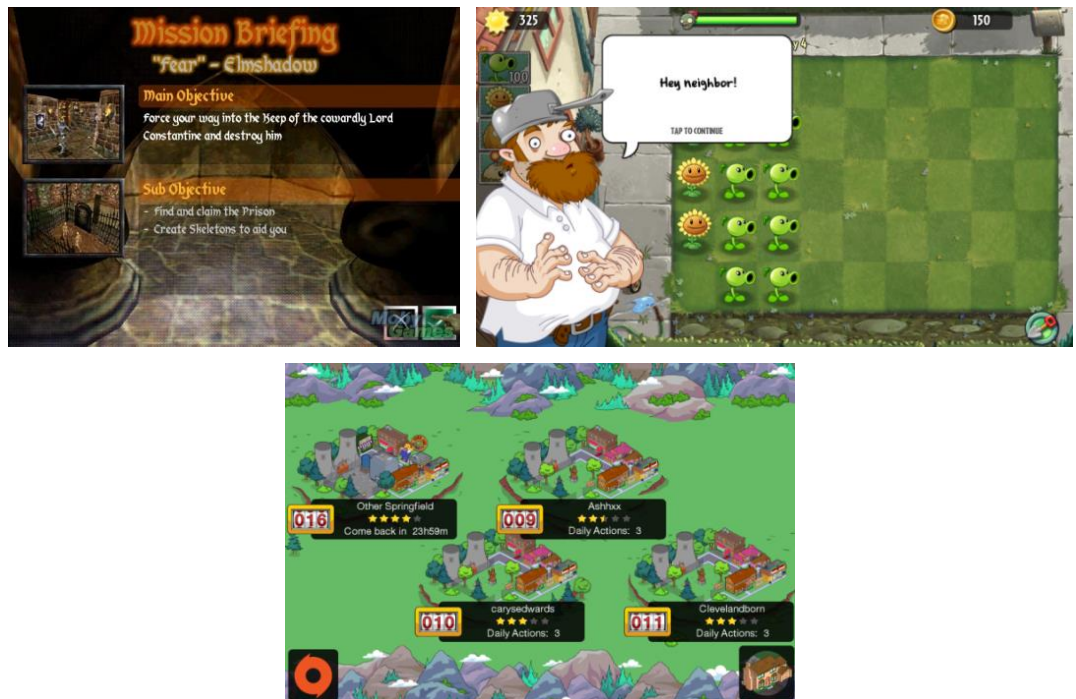 Mission Briefing
"Fear" - Elmshadow
Main Objective
Force your way into the Keep of the cowardly Lord
Constantine and destroy him
Sub Objective
- Find and claim the Prison
- Create Skeletons to aid you
Games
325
150
100
y 4
Hey neighbor!
TAP TO CONTINUE
016
Other Springfield
Come back in 23h59m
009
Ashhxx
Daily Actions: 3
010
carysedwards
Daily Actions: 3
011
Clevelandborn
Daily Actions: 3